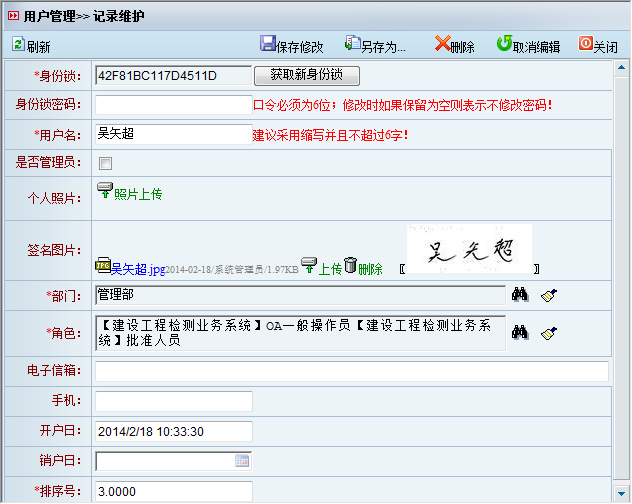 用户管理>> 记录维护
刷新 保存修改 另存为... 删除 取消编辑 关闭
*身份锁： 42F81BC117D4511D 获取新身份锁
身份锁密码： 口令必须为6位；修改时如果保留为空则表示不修改密码！
*用户名： 吴矢超 建议采用缩写并且不超过6字！
是否管理员：
个人照片： 照片上传
签名图片： JPG 吴矢超.jpg2014-02-18/系统管理员/1.97KB 上传 删除 【吴矢超】
*部门： 管理部
*角色： 【建设工程检测业务系统】OA一般操作员【建设工程检测业务系
统】批准人员
电子信箱：
手机：
开户日： 2014/2/18 10:33:30
销户日：
*排序号： 3.0000